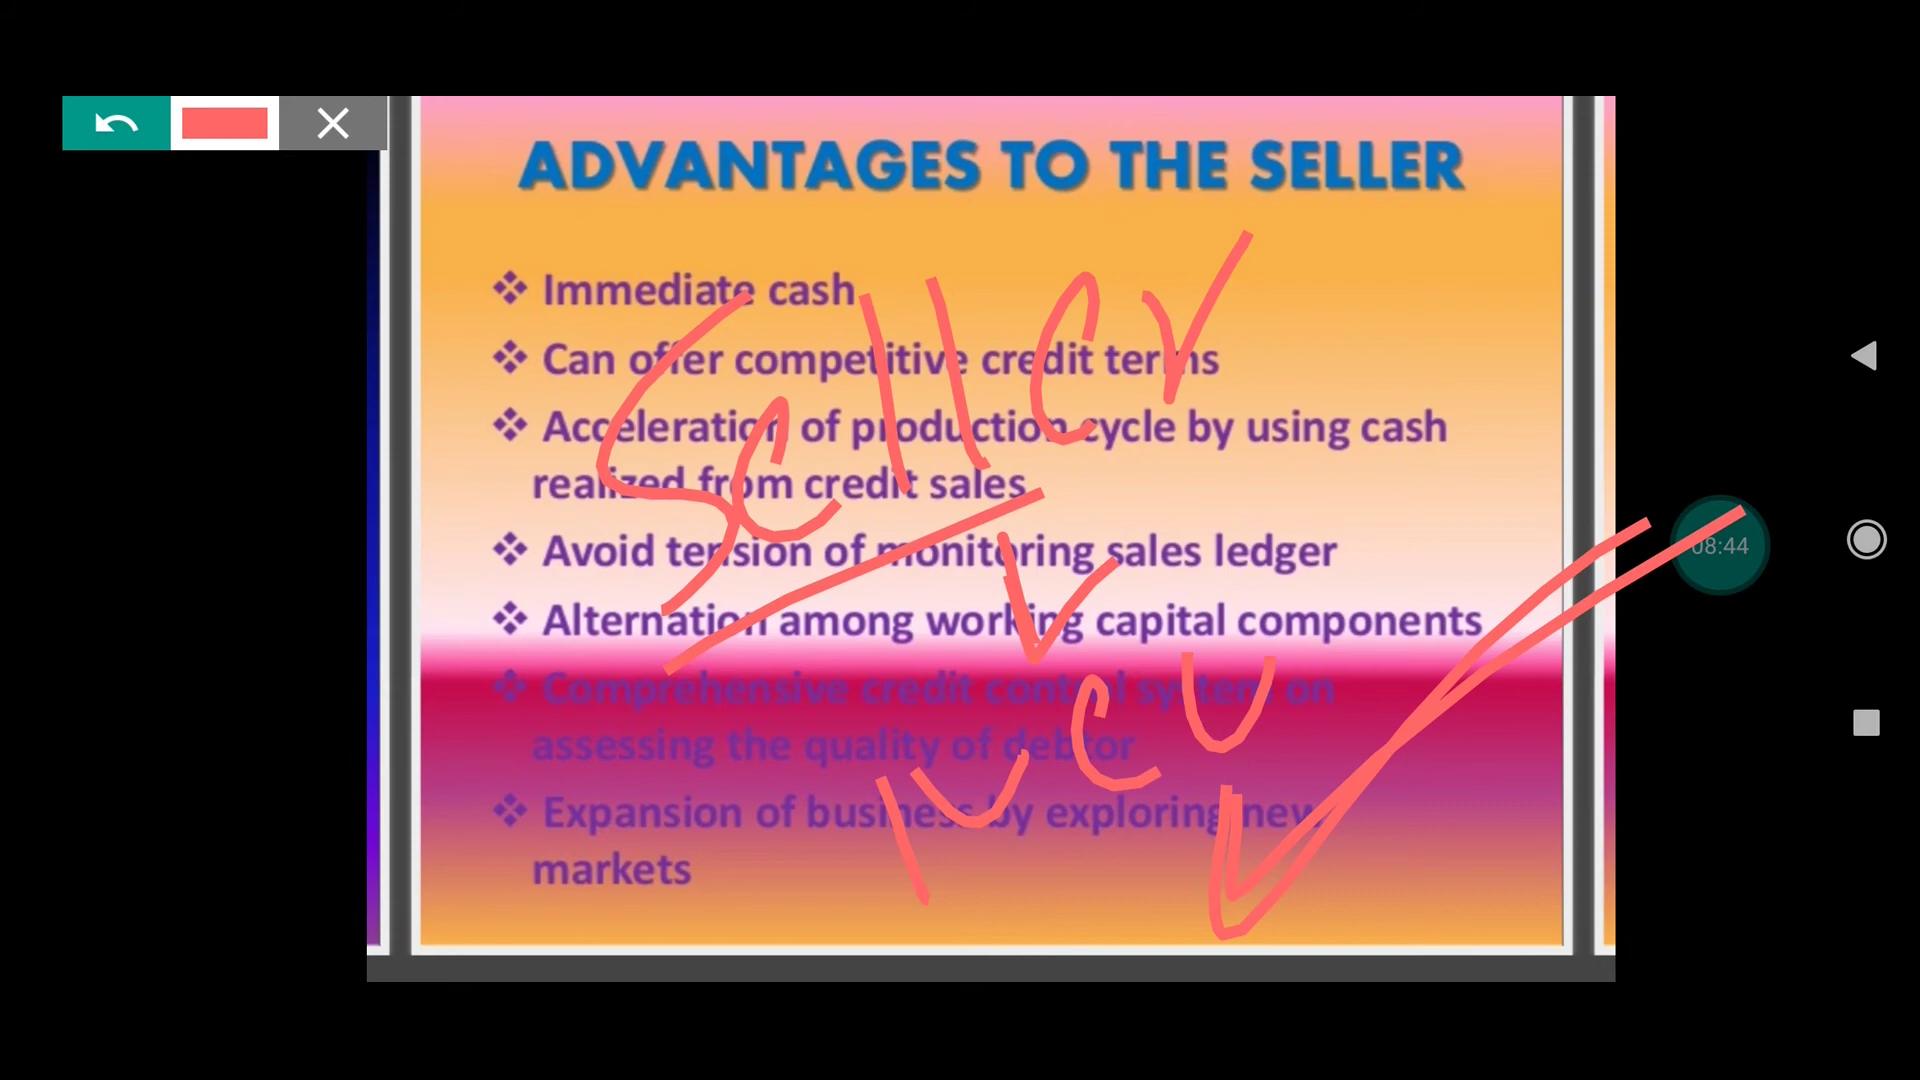 ADVANTAGES TO THE SELLER
❖ Immediate cash
❖ Can offer competitive credit terms
❖ Acceleration of production cycle by using cash
realized from credit sales
❖ Avoid tension of monitoring sales ledger
❖ Alternation among working capital components
❖ Comprehensive credit control system on
assessing the quality of debtor
❖ Expansion of business by exploring new
markets
Seller
08:44